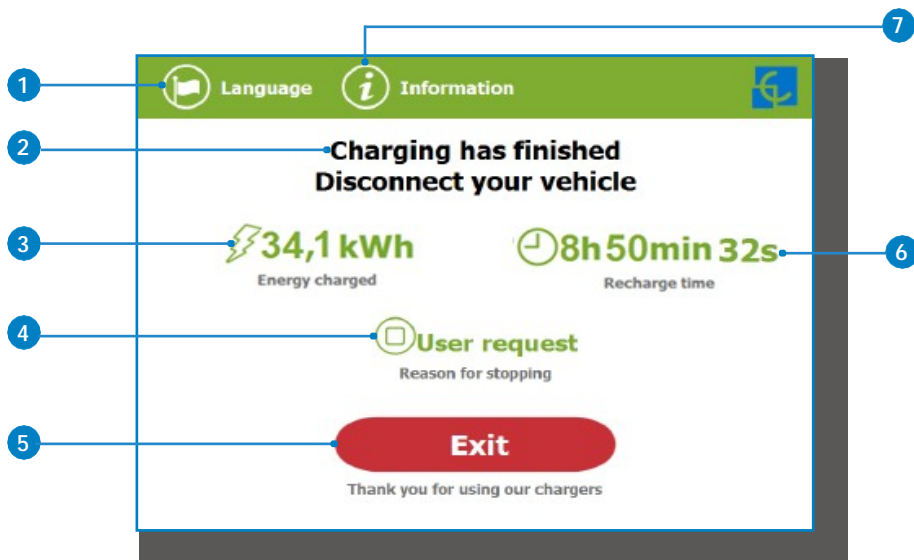 7
1
Language
Information
2
Charging has finished
Disconnect your vehicle
3
34,1 kWh
8h 50min 32s
6
Energy charged
Recharge time
4
User request
Reason for stopping
5
Exit
Thank you for using our chargers